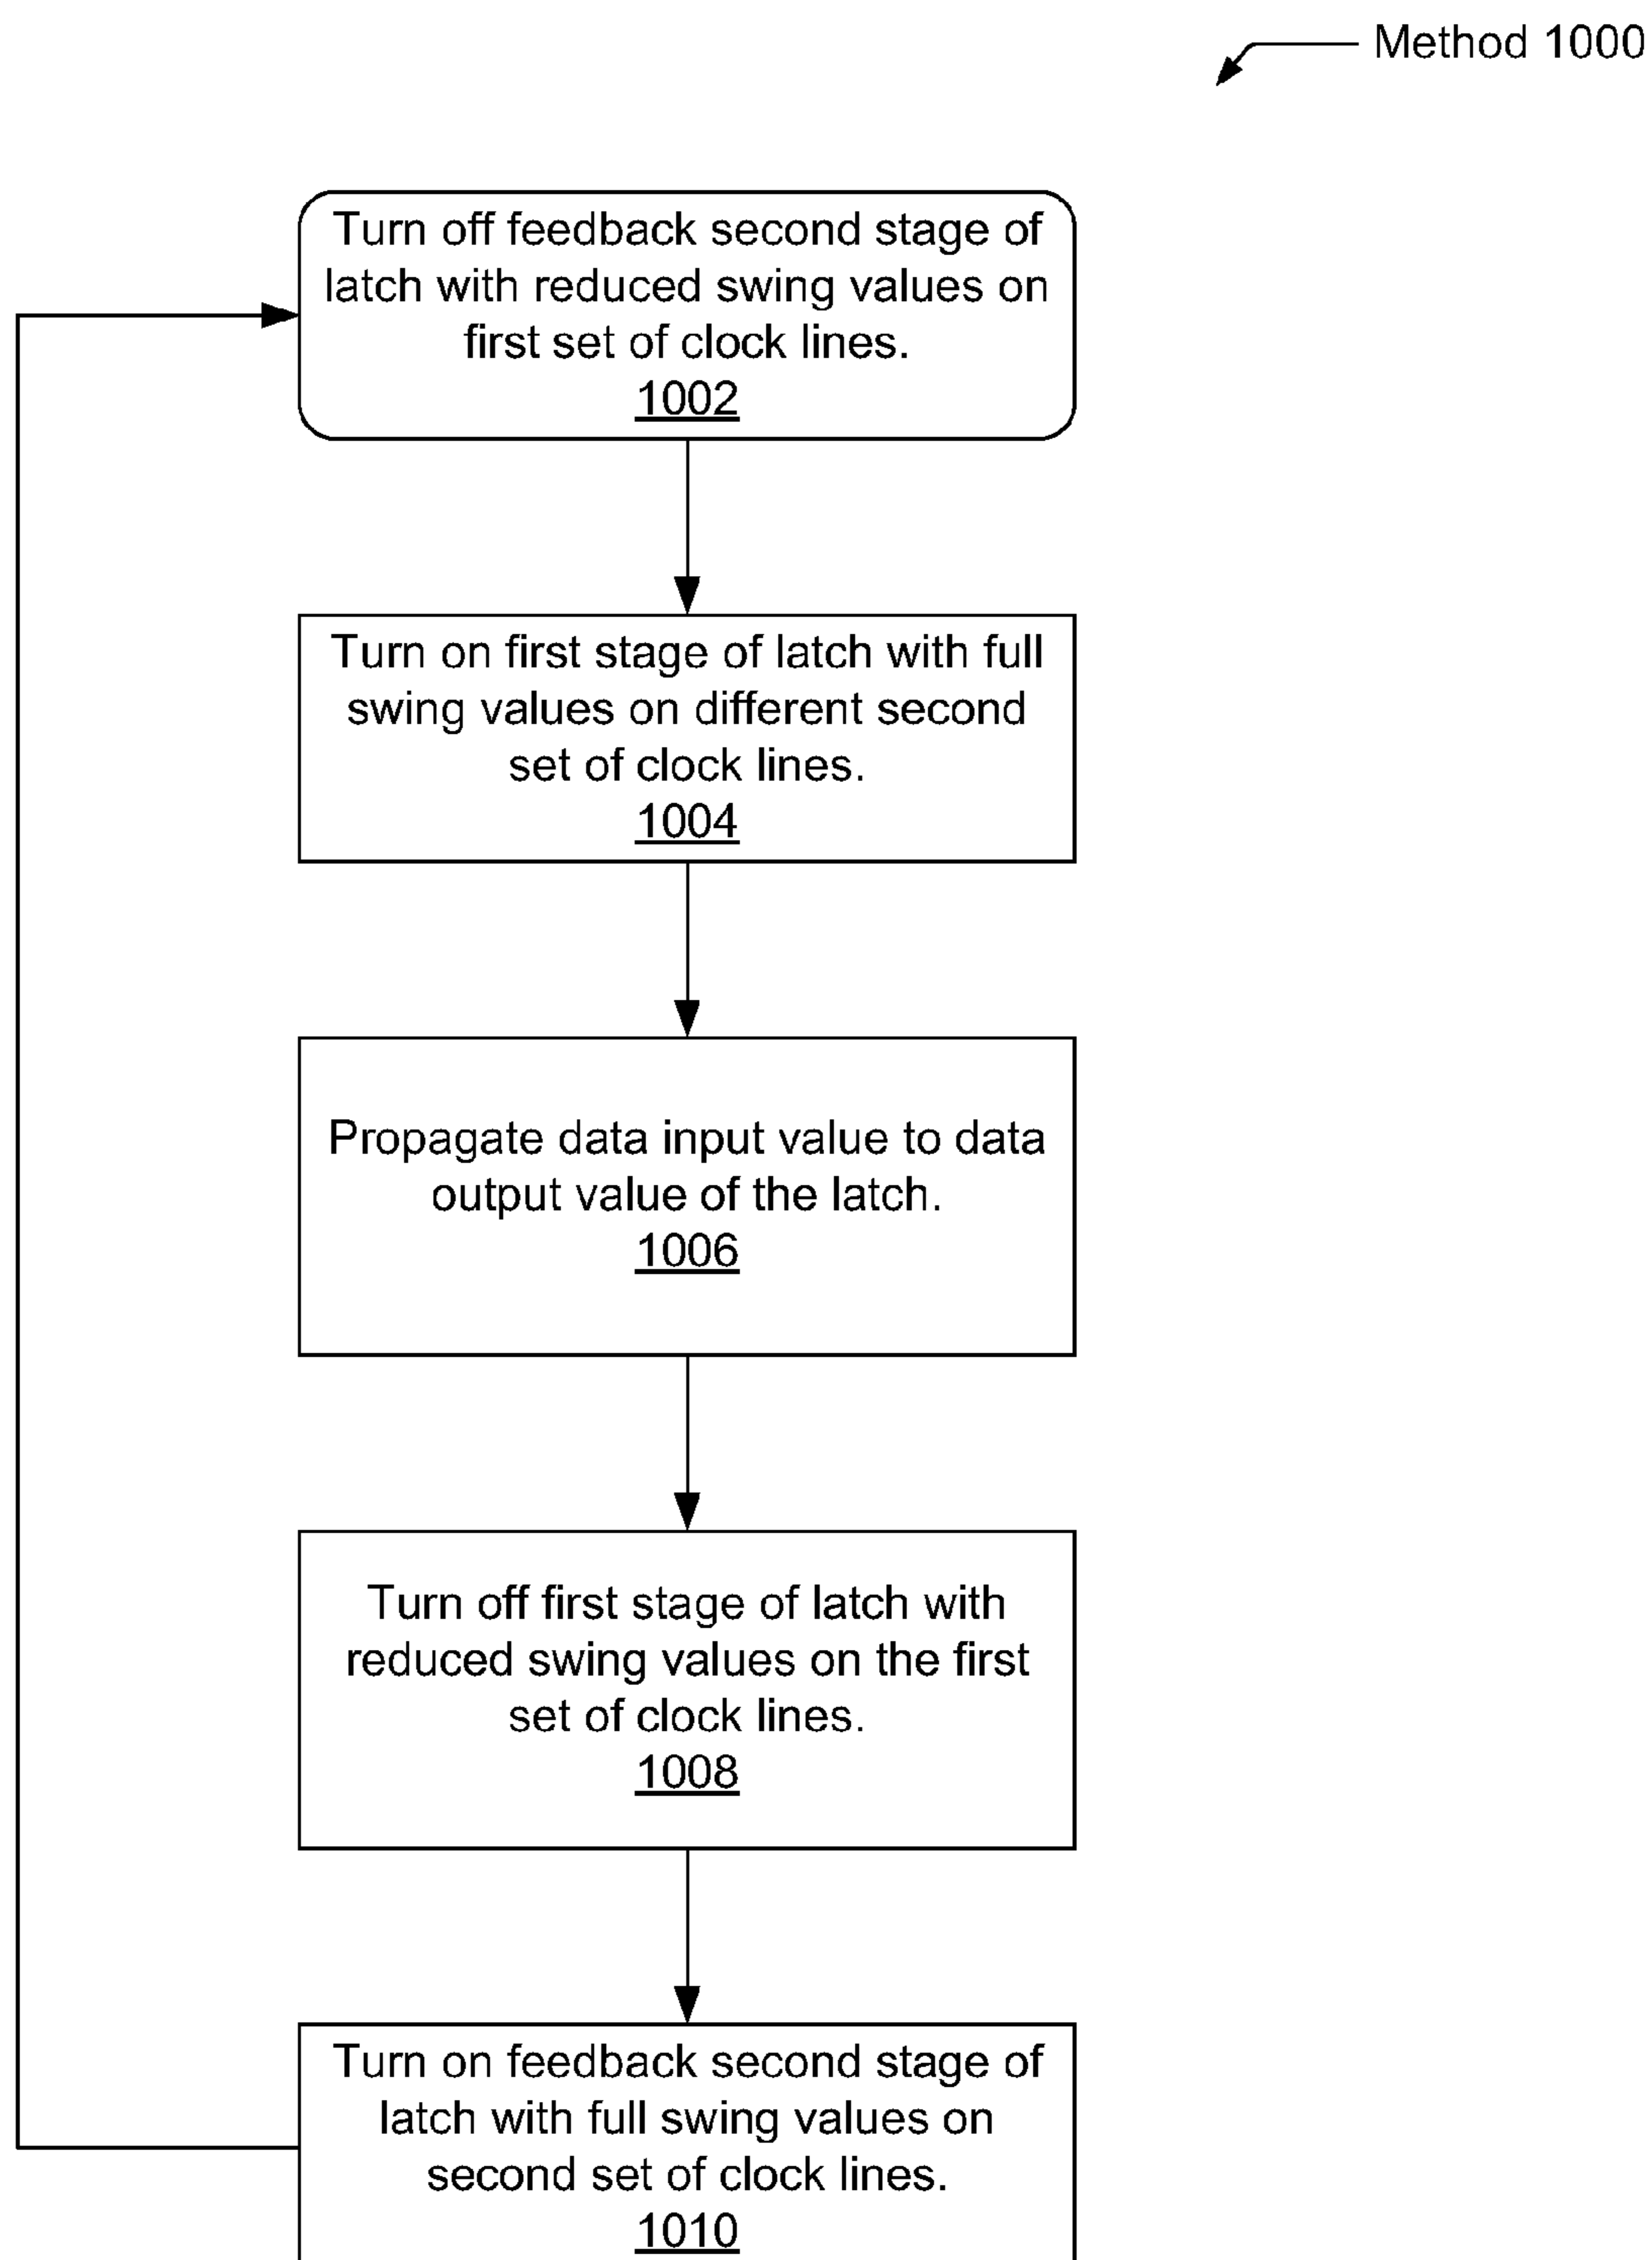 Method 1000
Turn off feedback second stage of
latch with reduced swing values on
first set of clock lines.
1002
Turn on first stage of latch with full
swing values on different second
set of clock lines.
1004
Propagate data input value to data
output value of the latch.
1006
Turn off first stage of latch with
reduced swing values on the first
set of clock lines.
1008
Turn on feedback second stage of
latch with full swing values on
second set of clock lines.
1010